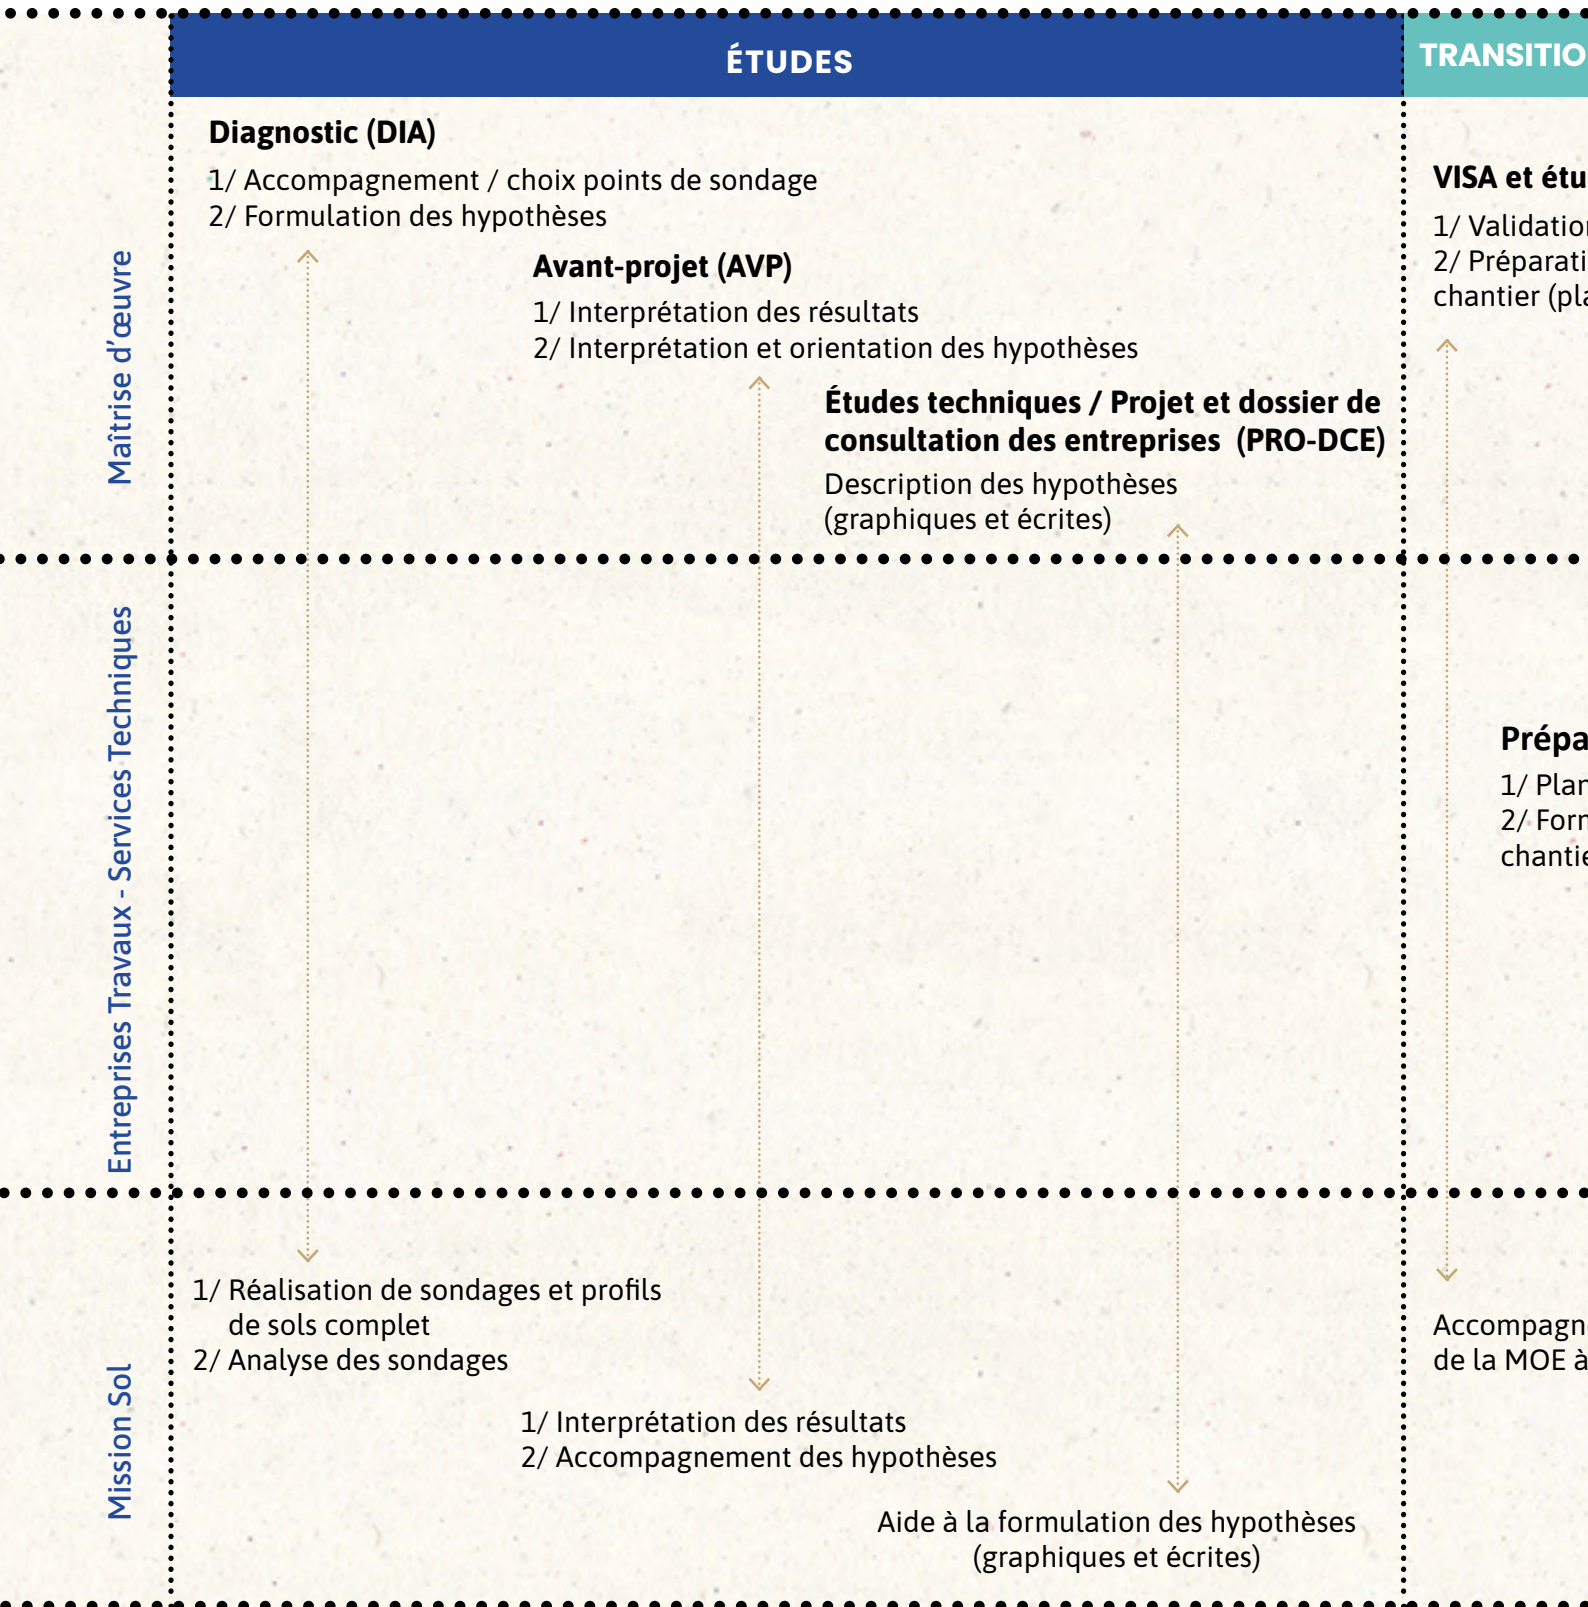 ÉTUDES
Diagnostic (DIA)
1/ Accompagnement / choix points de sondage
2/ Formulation des hypothèses
Avant-projet (AVP)
1/ Interprétation des résultats
2/ Interprétation et orientation des hypothèses
Études techniques / Projet et dossier de
consultation des entreprises (PRO-DCE)
Description des hypothèses
(graphiques et écrites)
Maîtrise d'œuvre
Entreprises Travaux - Services Techniques
Mission Sol
1/ Réalisation de sondages et profils
de sols complet
2/ Analyse des sondages
1/ Interprétation des résultats
2/ Accompagnement des hypothèses
Aide à la formulation des hypothèses
(graphiques et écrites)
TRANSITIO
VISA et étu
1/ Validation
2/ Préparati
chantier (pla
Prépa
1/ Plan
2/ Form
chantie
Accompagne
de la MOE à